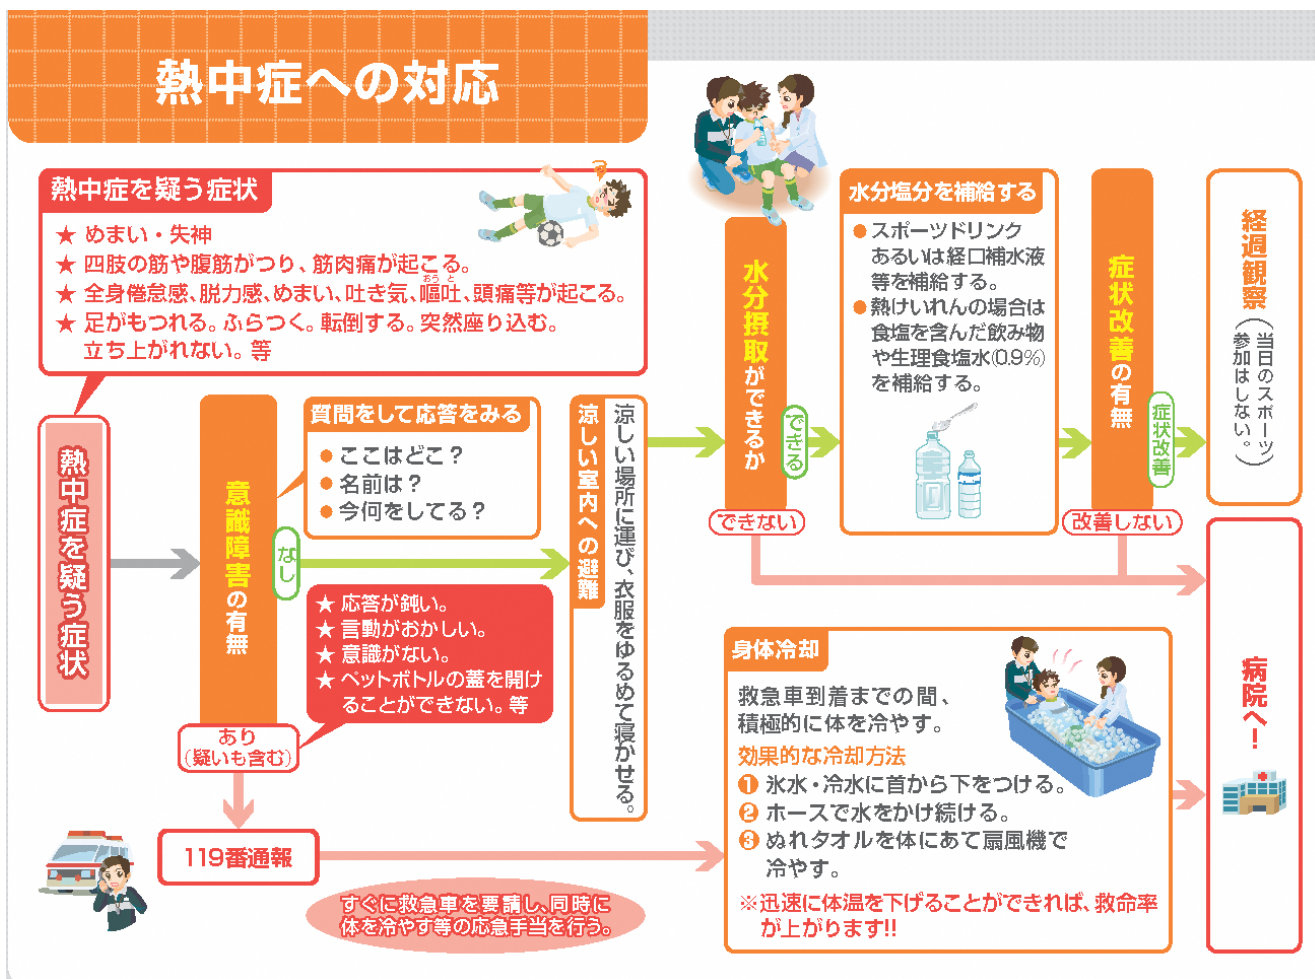 熱中症への対応
熱中症を疑う症状
★ めまい・失神
★ 四肢の筋や腹筋がつり、筋肉痛が起こる。
おう と
★ 全身倦怠感、脱力感、めまい、吐き気、嘔吐、頭痛等が起こる。
★ 足がもつれる。ふらつく。転倒する。突然座り込む。
立ち上がれない。等
熱中症を疑う症状
意識障害の有無
質問をして応答をみる
● ここはどこ？
● 名前は？
● 今何をしてる？
なし
★ 応答が鈍い。
★ 言動がおかしい。
★ 意識がない。
★ ペットボトルの蓋を開け
ることができない。等
あり
(疑いも含む)
119番通報
すぐに救急車を要請し、同時に
体を冷やす等の応急手当を行う。
涼しい室内への避難
涼しい場所に運び、衣服をゆるめて寝かせる。
水分摂取ができるか
できる
できない
水分塩分を補給する
● スポーツドリンク
あるいは経口補水液
等を補給する。
● 熱けいれんの場合は
食塩を含んだ飲み物
や生理食塩水(0.9%)
を補給する。
症状改善の有無
症状改善
改善しない
経過観察
(当日のスポーツ
参加はしない。)
身体冷却
救急車到着までの間、
積極的に体を冷やす。
効果的な冷却方法
❶ 氷水・冷水に首から下をつける。
❷ ホースで水をかけ続ける。
❸ ぬれタオルを体にあて扇風機で
冷やす。
※迅速に体温を下げることができれば、救命率
が上がります!!
病院へ！